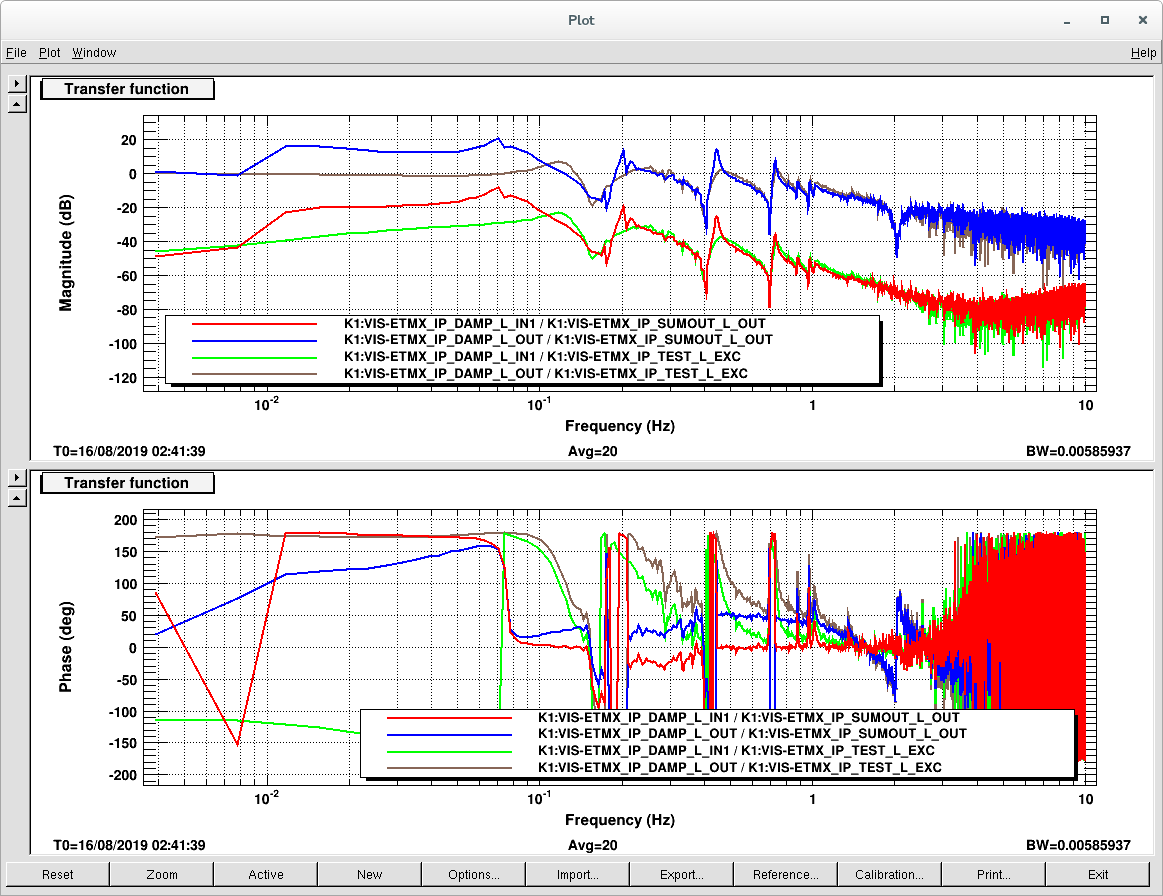 Plot
File Plot Window Help
Transfer function
20
0
-20
-40
-60
-80
-100
-120
Magnitude (dB)
K1:VIS-ETMX_IP_DAMP_L_IN1 / K1:VIS-ETMX_IP_SUMOUT_L_OUT
K1:VIS-ETMX_IP_DAMP_L_OUT / K1:VIS-ETMX_IP_SUMOUT_L_OUT
K1:VIS-ETMX_IP_DAMP_L_IN1 / K1:VIS-ETMX_IP_TEST_L_EXC
K1:VIS-ETMX_IP_DAMP_L_OUT / K1:VIS-ETMX_IP_TEST_L_EXC
10-2 10-1 1 10
Frequency (Hz)
T0=16/08/2019 02:41:39 Avg=20 BW=0.00585937
Transfer function
200
150
100
50
0
-50
-100
-150
-200
Phase (deg)
K1:VIS-ETMX_IP_DAMP_L_IN1 / K1:VIS-ETMX_IP_SUMOUT_L_OUT
K1:VIS-ETMX_IP_DAMP_L_OUT / K1:VIS-ETMX_IP_SUMOUT_L_OUT
K1:VIS-ETMX_IP_DAMP_L_IN1 / K1:VIS-ETMX_IP_TEST_L_EXC
K1:VIS-ETMX_IP_DAMP_L_OUT / K1:VIS-ETMX_IP_TEST_L_EXC
10-2 10-1 1 10
Frequency (Hz)
T0=16/08/2019 02:41:39 Avg=20 BW=0.00585937
Reset Zoom Active New Options... Import... Export... Reference... Calibration... Print... Exit